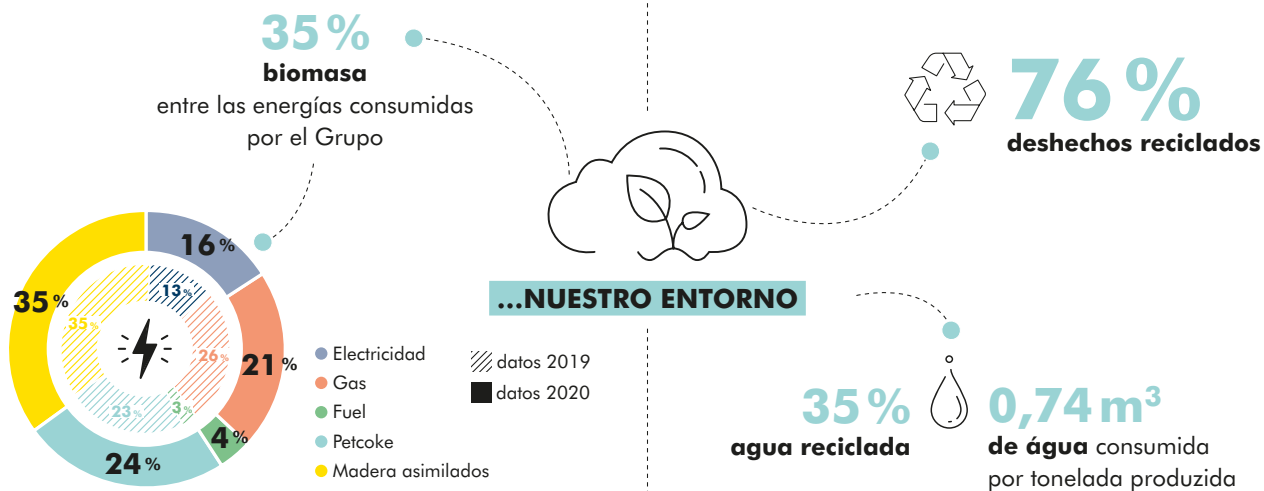 35 %
biomasa
entre las energías consumidas
por el Grupo
16 %
21 %
4 %
24 %
35 %
13 %
26 %
3 %
23 %
35 %
Electricidad
Gas
Fuel
Petcoke
Madera asimilados
datos 2019
datos 2020
...NUESTRO ENTORNO
76 %
deshechos reciclados
35 %
agua reciclada
0,74 m³
de água consumida
por tonelada produzida